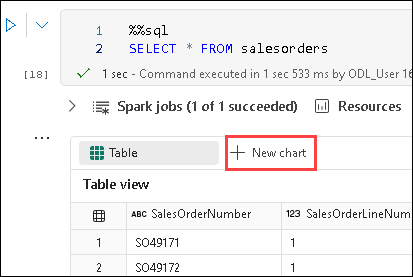 1 %%sql
2 SELECT * FROM salesorders
[18]
1 sec - Command executed in 1 sec 533 ms by ODL_User 16
Spark jobs (1 of 1 succeeded) Resources
Table + New chart
Table view
ABC SalesOrderNumber 123 SalesOrderLineNum
1 SO49171 1
2 SO49172 1